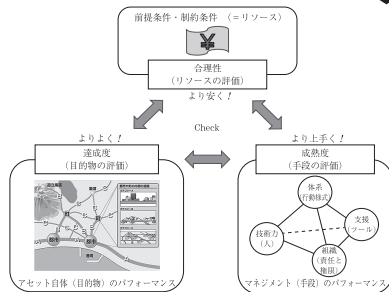 前提条件・制約条件 (=リソース)
¥
合理性
(リソースの評価)
より安く!
Check
よりよく!
達成度
(目的物の評価)
アセット自体(目的物)のパフォーマンス
より上手く!
成熟度
(手段の評価)
体系
(行動様式)
支援
(ツール)
技術力
(人)
組織
(責任と
権限)
マネジメント(手段)のパフォーマンス